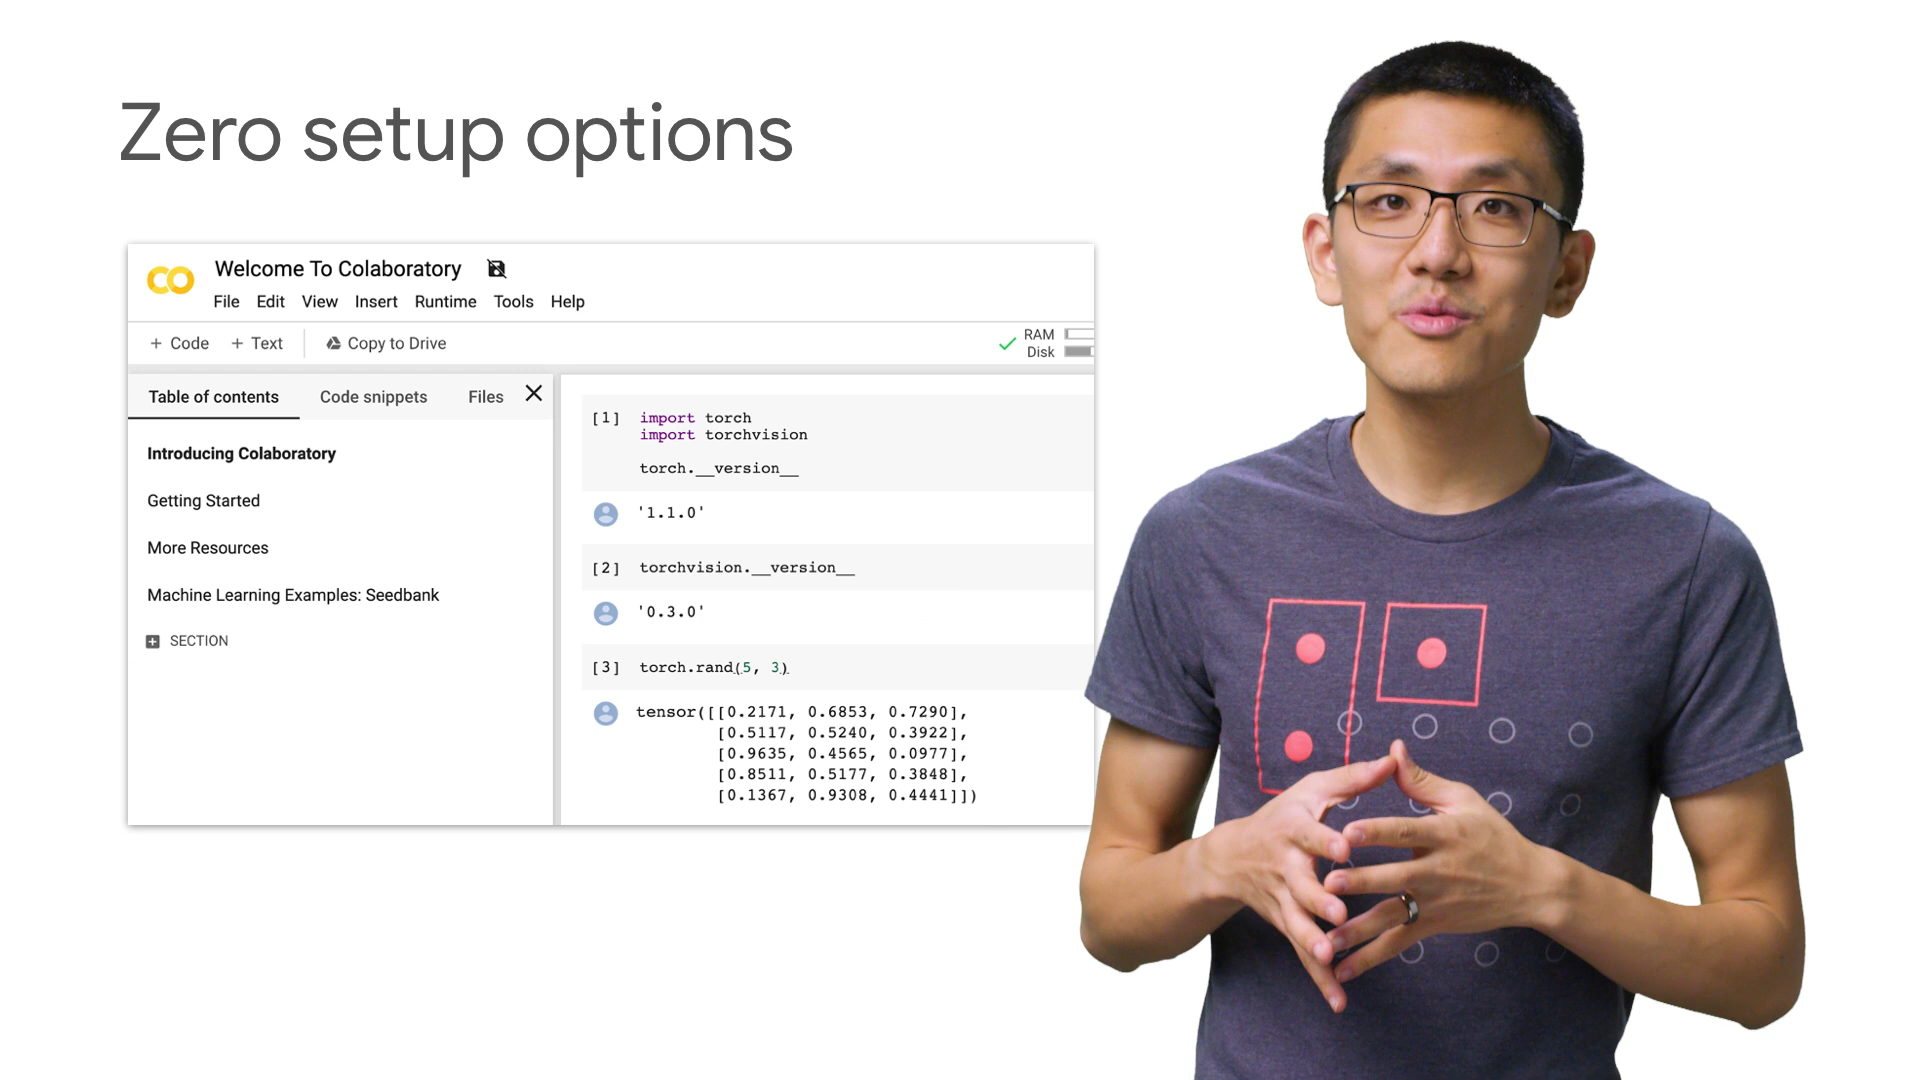 Zero setup options
CO
Welcome To Colaboratory
File Edit View Insert Runtime Tools Help
+ Code + Text Copy to Drive
RAM
Disk
Table of contents Code snippets Files
Introducing Colaboratory
Getting Started
More Resources
Machine Learning Examples: Seedbank
SECTION
[1] import torch
import torchvision
torch.__version__
'1.1.0'
[2] torchvision.__version__
'0.3.0'
[3] torch.rand(5, 3)
tensor([[0.2171, 0.6853, 0.7290],
[0.5117, 0.5240, 0.3922],
[0.9635, 0.4565, 0.0977],
[0.8511, 0.5177, 0.3848],
[0.1367, 0.9308, 0.4441]])